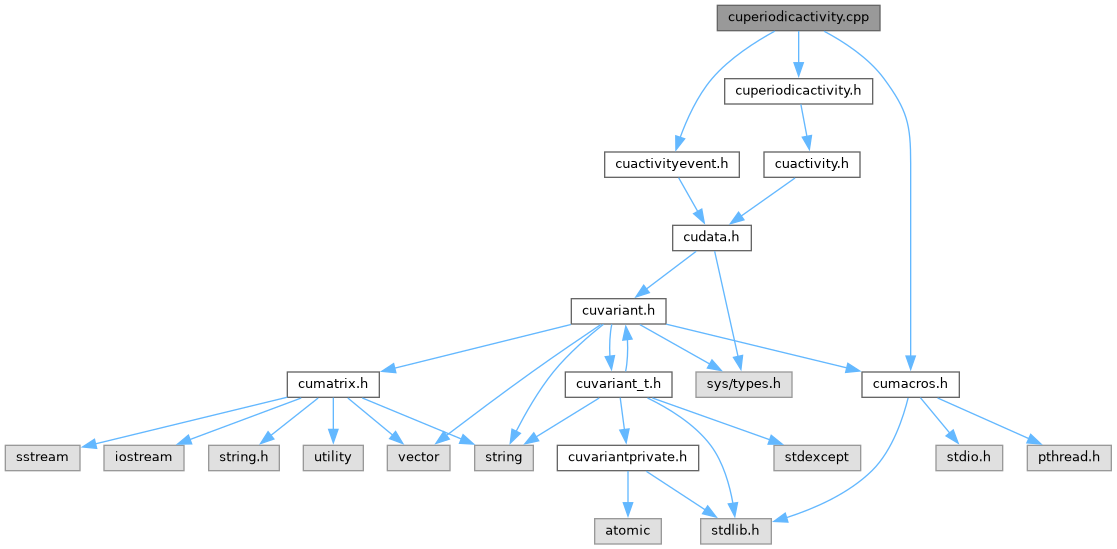 cuperiodicactivity.cpp
cuperiodicactivity.h
cuactivityevent.h
cuactivity.h
cudata.h
cuvariant.h
cumatrix.h
cuvariant_t.h
sys/types.h
cumacros.h
sstream
iostream
string.h
utility
vector
string
cuvariantprivate.h
stdexcept
stdio.h
pthread.h
atomic
stdlib.h